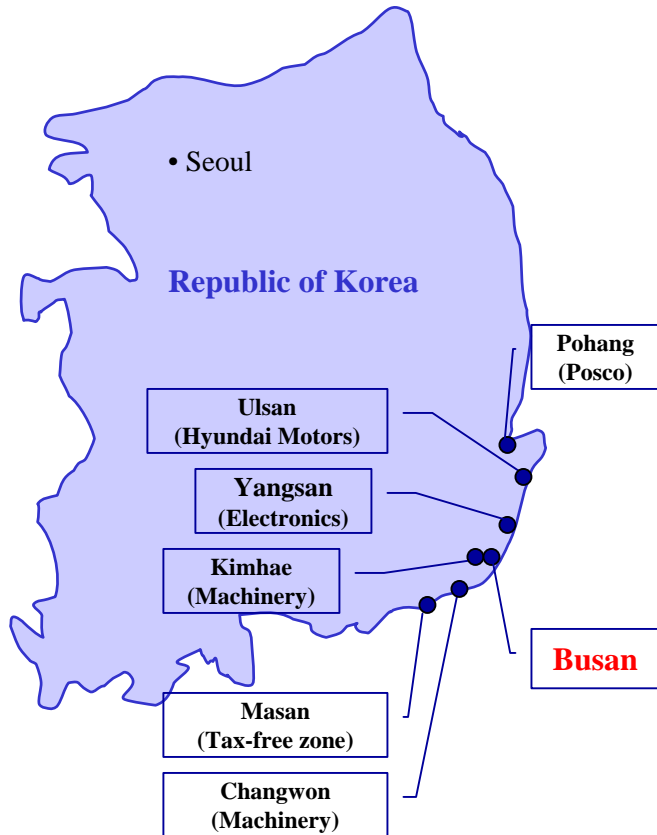 • Seoul
Republic of Korea
Pohang
(Posco)
Ulsan
(Hyundai Motors)
Yangsan
(Electronics)
Kimhae
(Machinery)
Busan
Masan
(Tax-free zone)
Changwon
(Machinery)